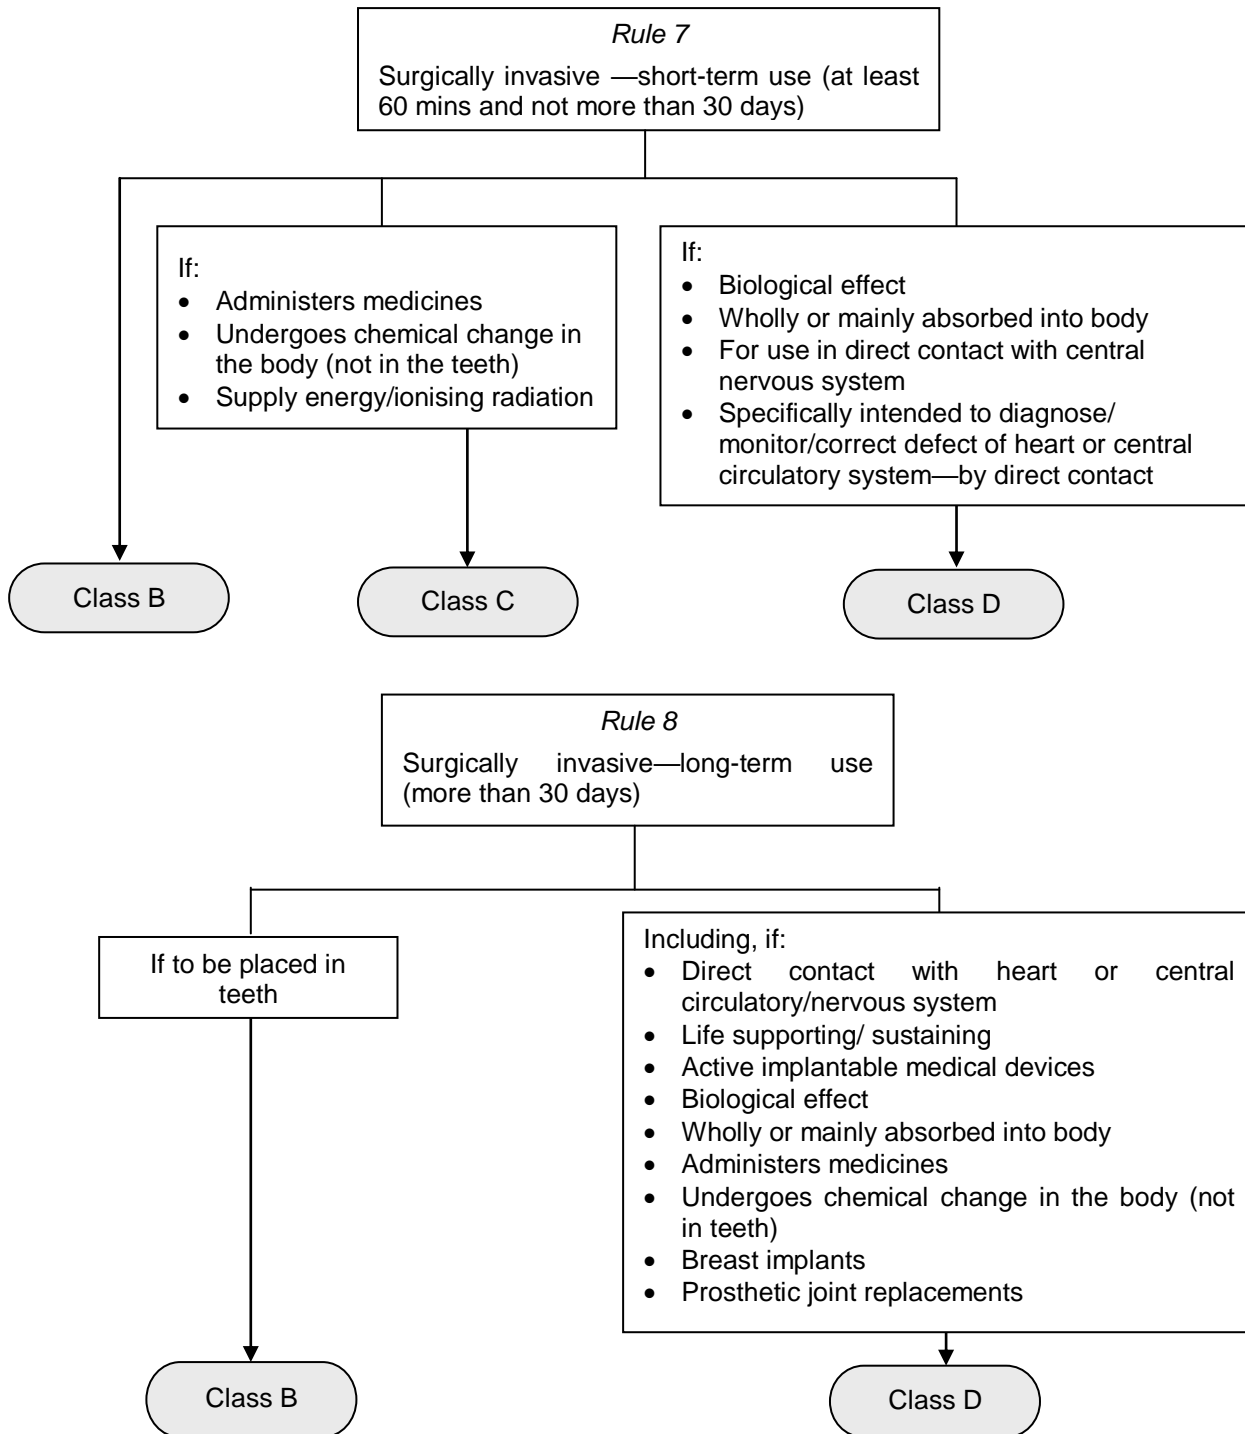 Rule 7
Surgically invasive —short-term use (at least
60 mins and not more than 30 days)
If:
• Administers medicines
• Undergoes chemical change in
the body (not in the teeth)
• Supply energy/ionising radiation
If:
• Biological effect
• Wholly or mainly absorbed into body
• For use in direct contact with central
nervous system
• Specifically intended to diagnose/
monitor/correct defect of heart or central
circulatory system—by direct contact
Class B
Class C
Class D
Rule 8
Surgically invasive—long-term use
(more than 30 days)
If to be placed in
teeth
Including, if:
• Direct contact with heart or central
circulatory/nervous system
• Life supporting/ sustaining
• Active implantable medical devices
• Biological effect
• Wholly or mainly absorbed into body
• Administers medicines
• Undergoes chemical change in the body (not
in teeth)
• Breast implants
• Prosthetic joint replacements
Class B
Class D